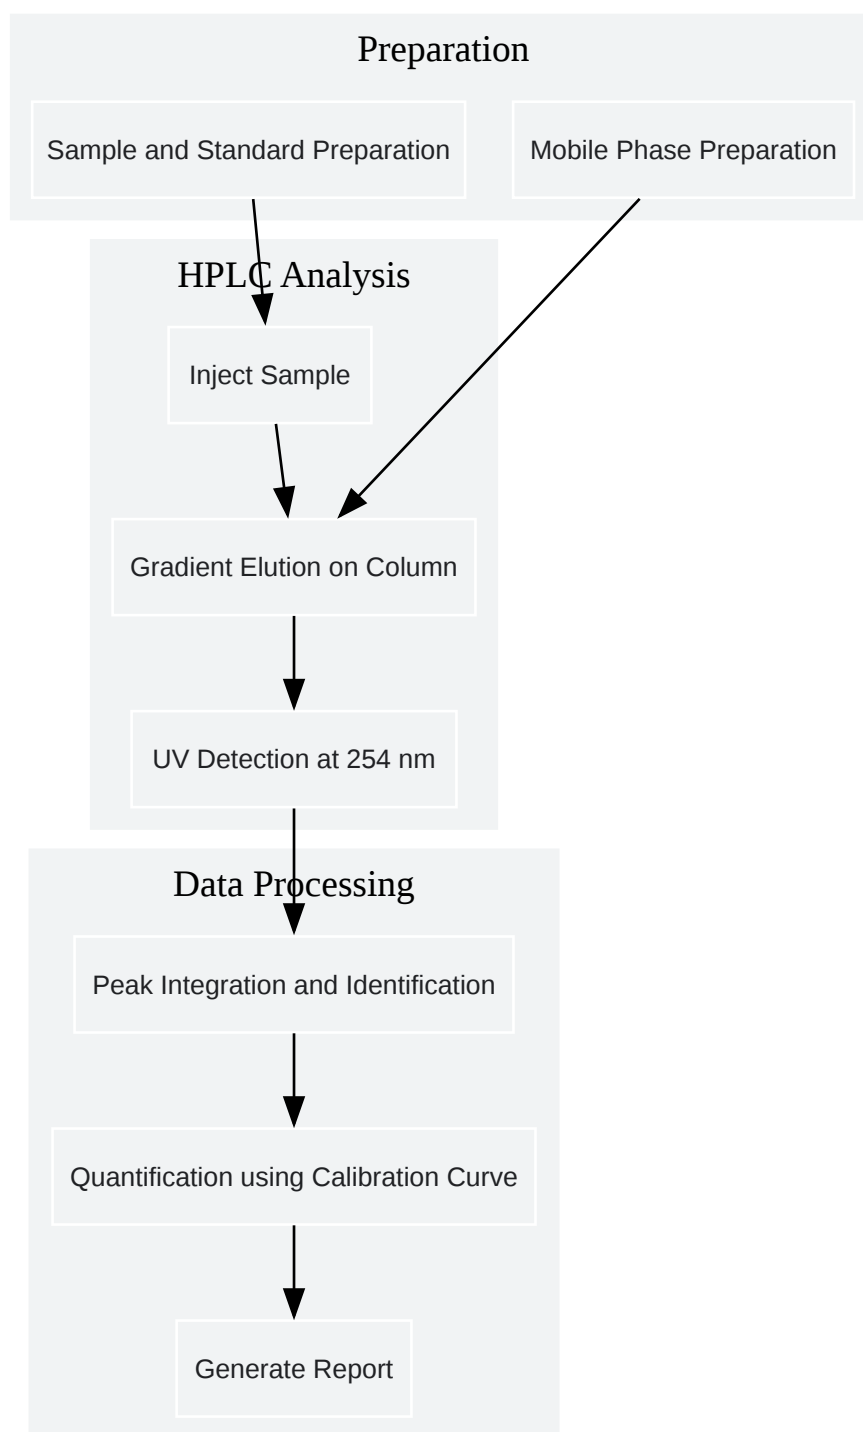 Preparation
Sample and Standard Preparation
Mobile Phase Preparation
HPLC Analysis
Inject Sample
Gradient Elution on Column
UV Detection at 254 nm
Data Processing
Peak Integration and Identification
Quantification using Calibration Curve
Generate Report